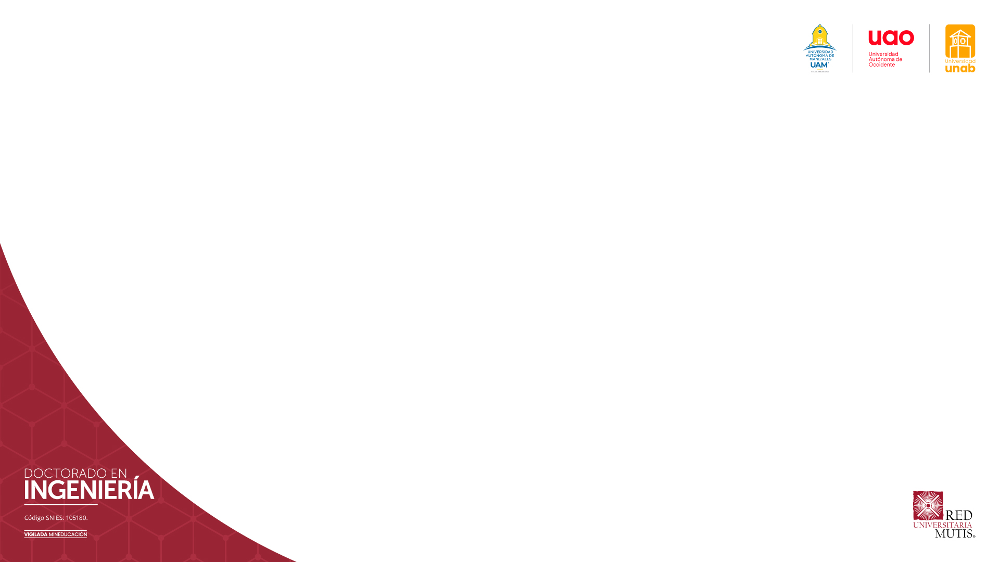 UNIVERSIDAD
AUTÓNOMA DE
MANIZALES
UAM
uao
Universidad
Autónoma de
Occidente
Universidad
unab
DOCTORADO EN
INGENIERÍA
Código SNIES: 105180.
VIGILADA MINEDUCACIÓN
RED
UNIVERSITARIA
MUTIS®